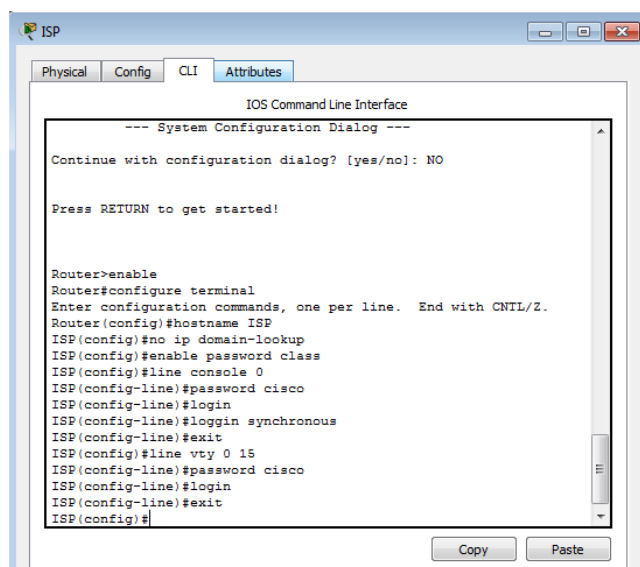 ISP
Physical Config CLI Attributes
IOS Command Line Interface
--- System Configuration Dialog ---
Continue with configuration dialog? [yes/no]: NO
Press RETURN to get started!
Router>enable
Router#configure terminal
Enter configuration commands, one per line.  End with CNTL/Z.
Router(config)#hostname ISP
ISP(config)#no ip domain-lookup
ISP(config)#enable password class
ISP(config)#line console 0
ISP(config-line)#password cisco
ISP(config-line)#login
ISP(config-line)#loggin synchronous
ISP(config-line)#exit
ISP(config)#line vty 0 15
ISP(config-line)#password cisco
ISP(config-line)#login
ISP(config-line)#exit
ISP(config)#
Copy Paste